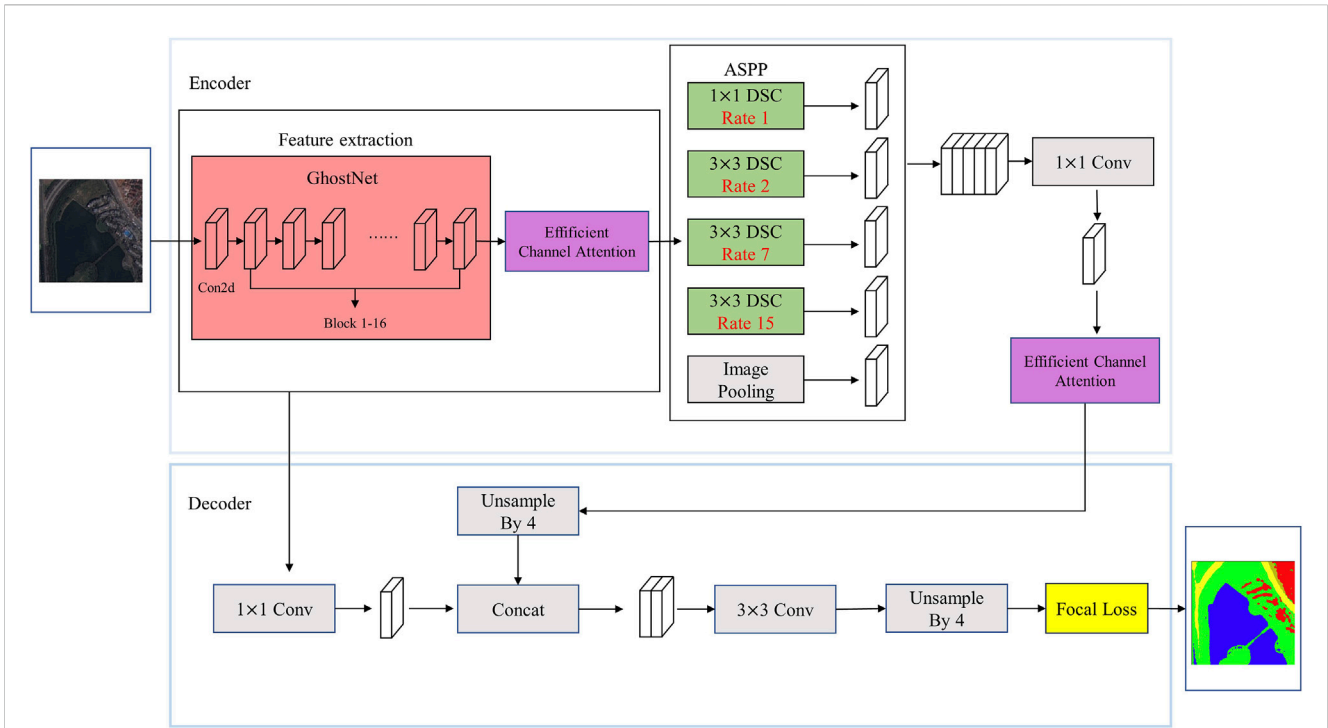 Encoder
Feature extraction
GhostNet
Con2d
......
Block 1-16
Effificient
Channel Attention
ASPP
1×1 DSC
Rate 1
3×3 DSC
Rate 2
3×3 DSC
Rate 7
3×3 DSC
Rate 15
Image
Pooling
1×1 Conv
Effificient Channel
Attention
Decoder
Unsample
By 4
1×1 Conv
Concat
3×3 Conv
Unsample
By 4
Focal Loss